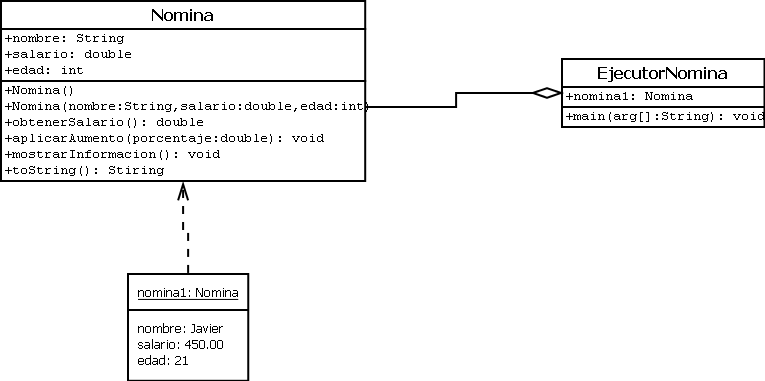 Nomina
+nombre: String
+salario: double
+edad: int
+Nomina()
+Nomina(nombre:String,salario:double,edad:int)
+obtenerSalario(): double
+aplicarAumento(porcentaje:double): void
+mostrarInformacion(): void
+toString(): Stiring
EjecutorNomina
+nomina1: Nomina
+main(arg[]:String): void
nomina1: Nomina
nombre: Javier
salario: 450.00
edad: 21